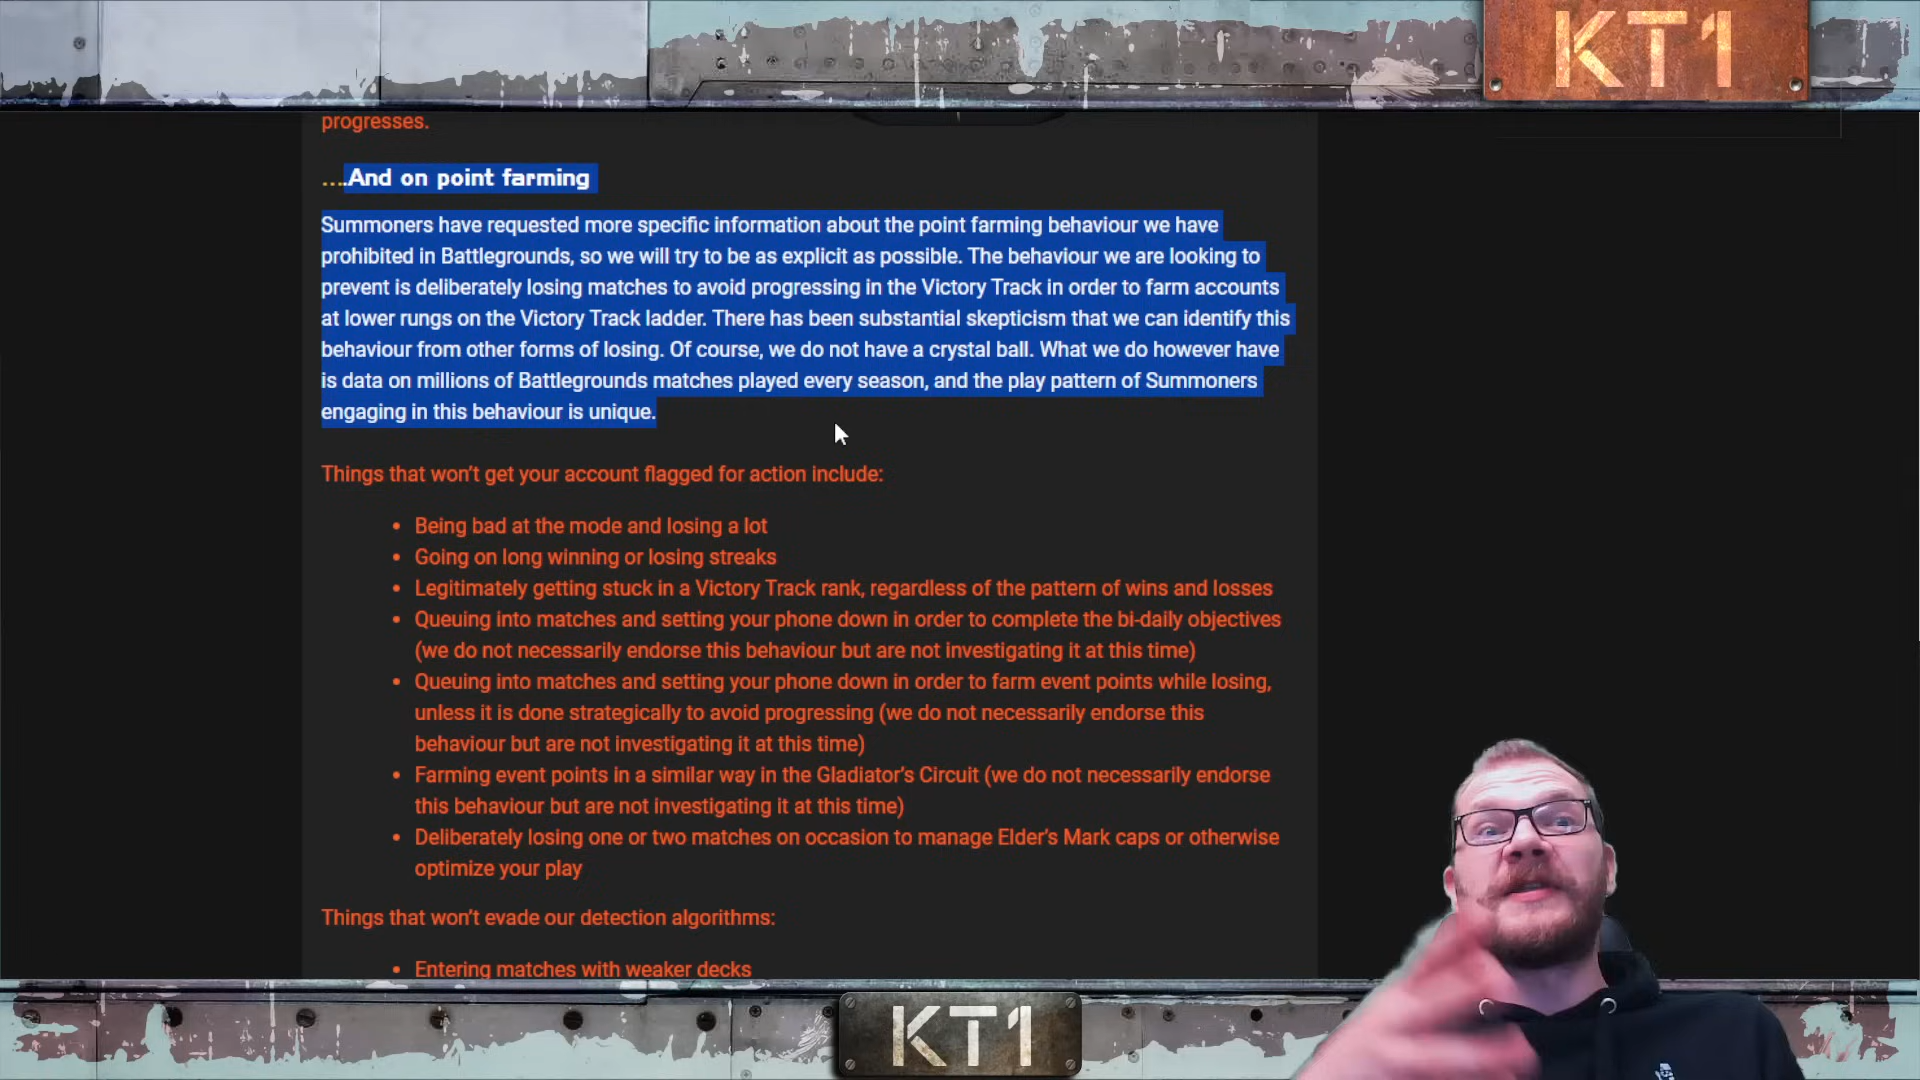 KT1
progresses.
....And on point farming
Summoners have requested more specific information about the point farming behaviour we have
prohibited in Battlegrounds, so we will try to be as explicit as possible. The behaviour we are looking to
prevent is deliberately losing matches to avoid progressing in the Victory Track in order to farm accounts
at lower rungs on the Victory Track ladder. There has been substantial skepticism that we can identify this
behaviour from other forms of losing. Of course, we do not have a crystal ball. What we do however have
is data on millions of Battlegrounds matches played every season, and the play pattern of Summoners
engaging in this behaviour is unique.
Things that won't get your account flagged for action include:
• Being bad at the mode and losing a lot
• Going on long winning or losing streaks
• Legitimately getting stuck in a Victory Track rank, regardless of the pattern of wins and losses
• Queuing into matches and setting your phone down in order to complete the bi-daily objectives
(we do not necessarily endorse this behaviour but are not investigating it at this time)
• Queuing into matches and setting your phone down in order to farm event points while losing,
unless it is done strategically to avoid progressing (we do not necessarily endorse this
behaviour but are not investigating it at this time)
• Farming event points in a similar way in the Gladiator's Circuit (we do not necessarily endorse
this behaviour but are not investigating it at this time)
• Deliberately losing one or two matches on occasion to manage Elder's Mark caps or otherwise
optimize your play
Things that won't evade our detection algorithms:
• Entering matches with weaker decks
KT1